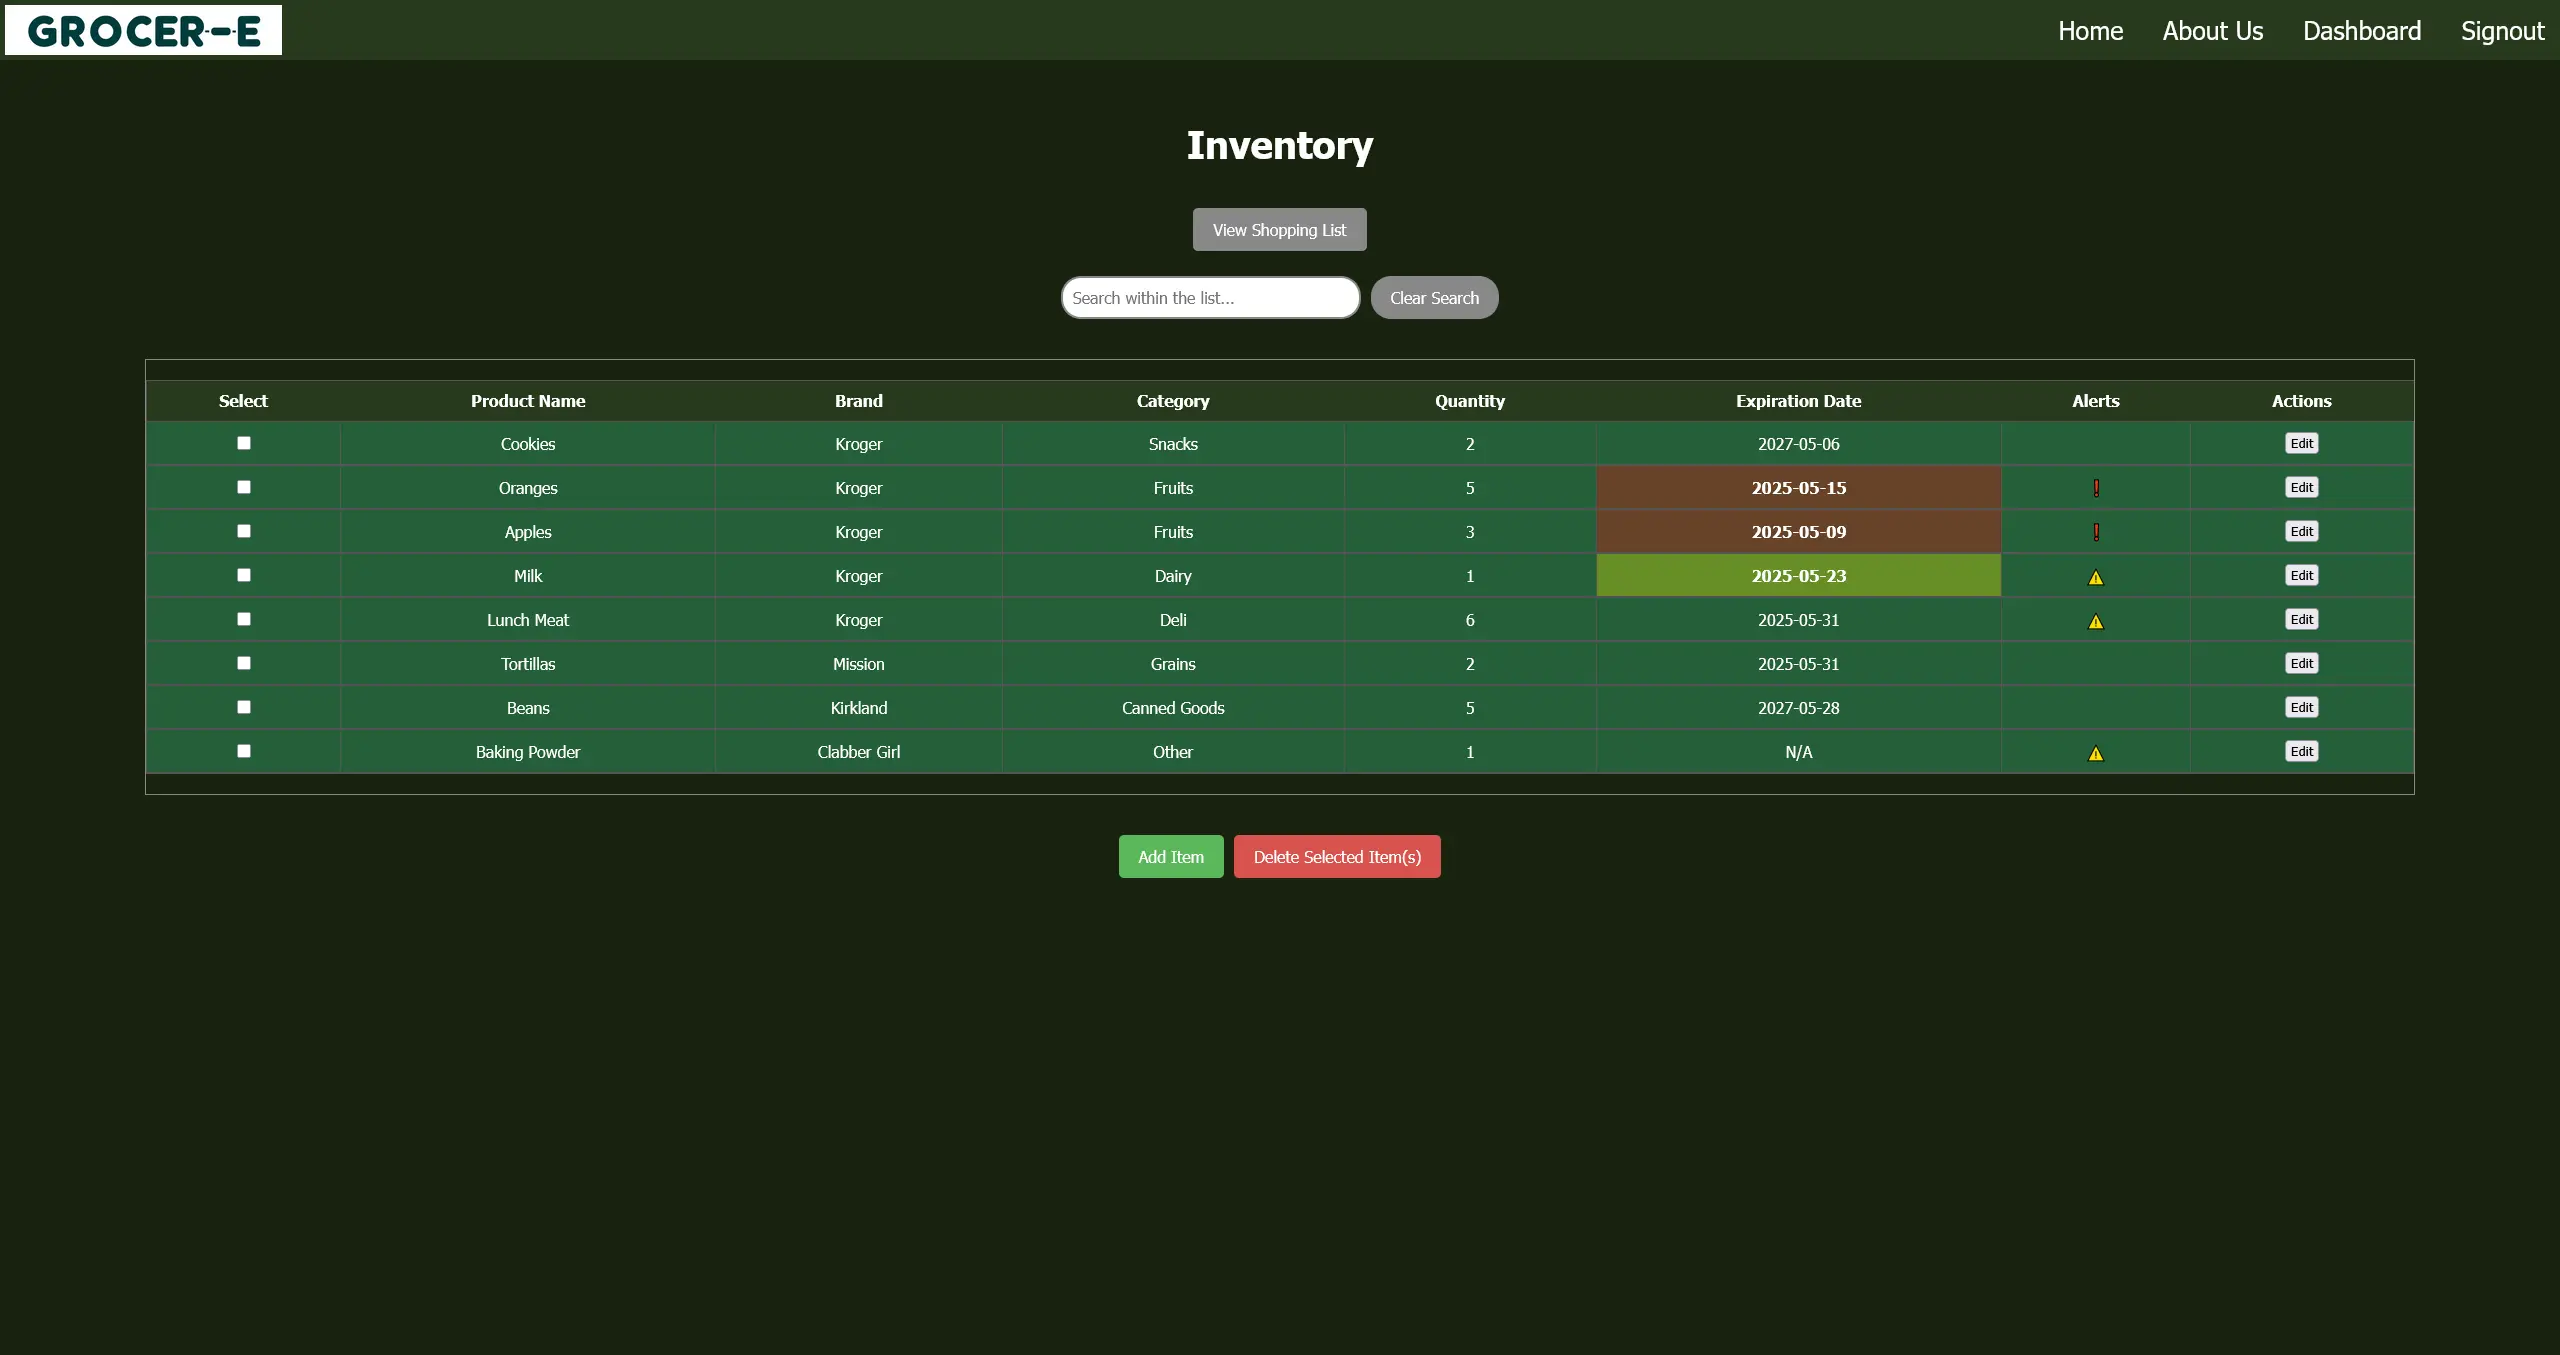 GROCER-E
Home About Us Dashboard Signout
Inventory
View Shopping List
Search within the list... Clear Search
Select Product Name Brand Category Quantity Expiration Date Alerts Actions
Cookies Kroger Snacks 2 2027-05-06 Edit
Oranges Kroger Fruits 5 2025-05-15 ❗ Edit
Apples Kroger Fruits 3 2025-05-09 ❗ Edit
Milk Kroger Dairy 1 2025-05-23 ⚠ Edit
Lunch Meat Kroger Deli 6 2025-05-31 ⚠ Edit
Tortillas Mission Grains 2 2025-05-31 Edit
Beans Kirkland Canned Goods 5 2027-05-28 Edit
Baking Powder Clabber Girl Other 1 N/A ⚠ Edit
Add Item Delete Selected Item(s)